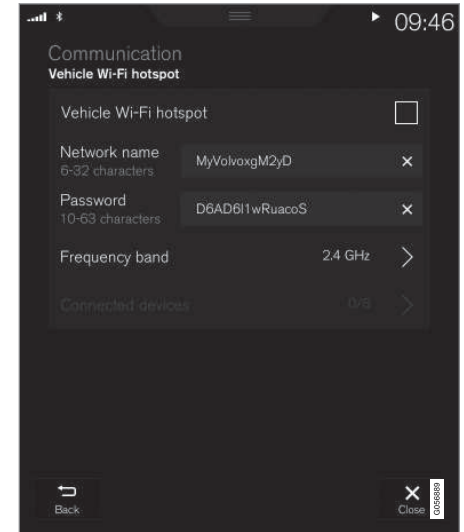 09:46
Communication
Vehicle Wi-Fi hotspot
Vehicle Wi-Fi hotspot
Network name
6-32 characters
MyVolvoxgM2yD
Password
10-63 characters
D6AD6l1wRuacoS
Frequency band 2.4 GHz
Connected devices 0/8
Back
Close
G056889